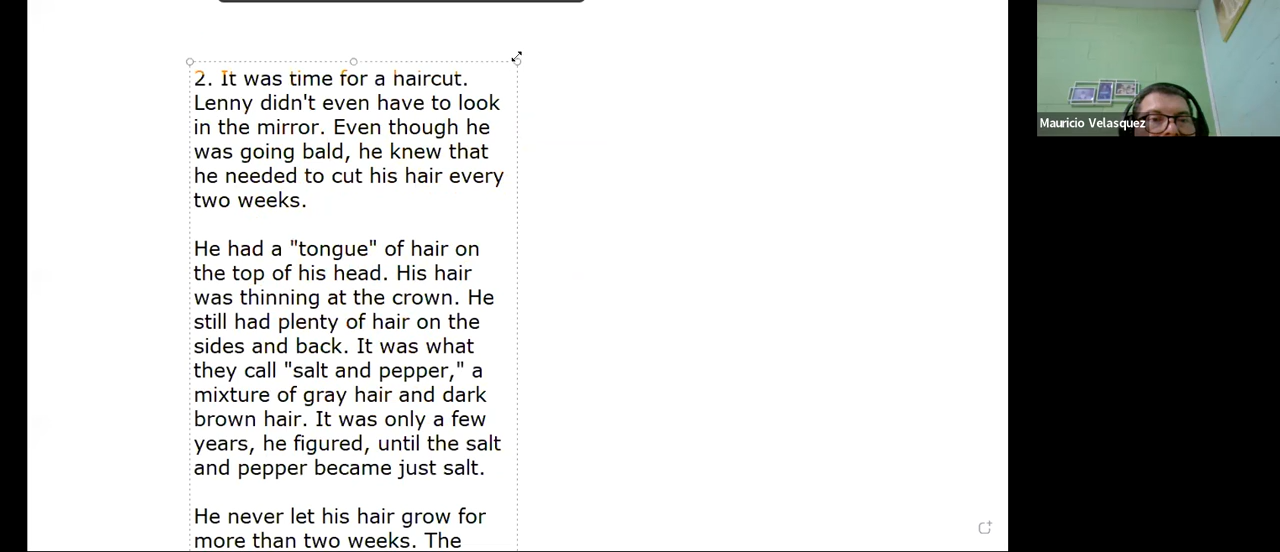 2. It was time for a haircut.
Lenny didn't even have to look
in the mirror. Even though he
was going bald, he knew that
he needed to cut his hair every
two weeks.
He had a "tongue" of hair on
the top of his head. His hair
was thinning at the crown. He
still had plenty of hair on the
sides and back. It was what
they call "salt and pepper," a
mixture of gray hair and dark
brown hair. It was only a few
years, he figured, until the salt
and pepper became just salt.
He never let his hair grow for
more than two weeks. The
Mauricio Velasquez